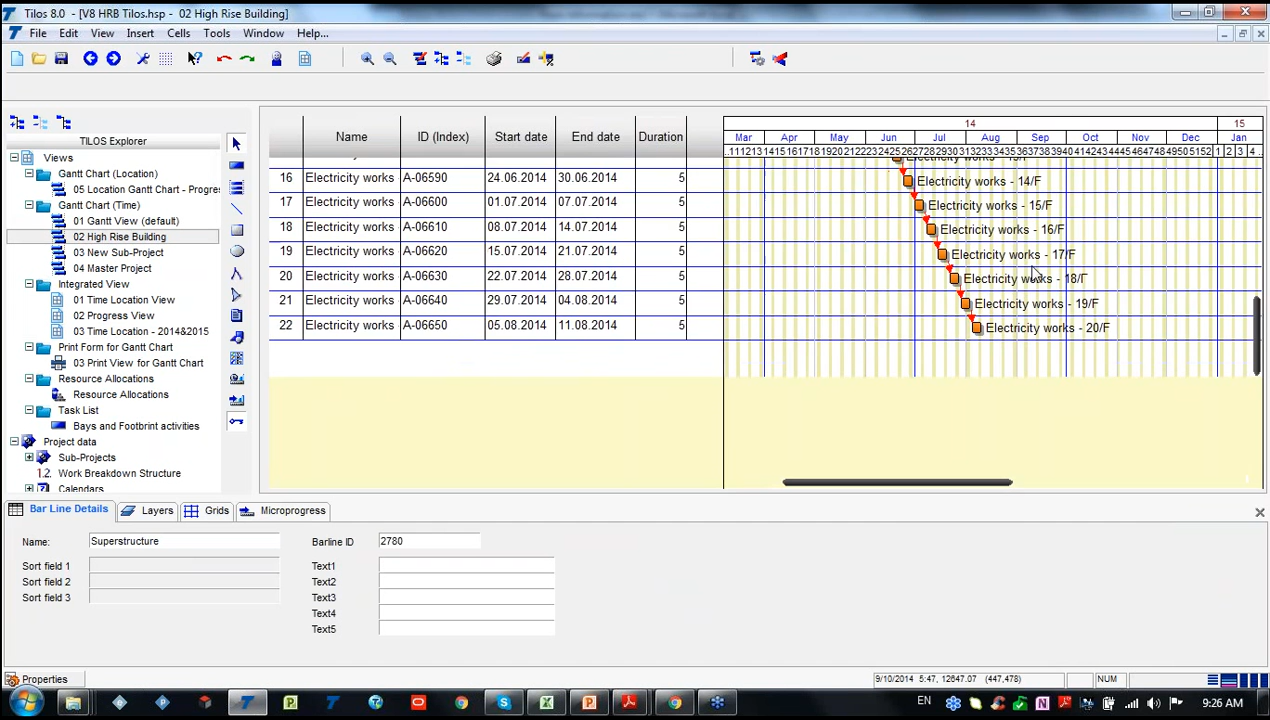 Tilos 8.0 - [V8 HRB Tilos.hsp - 02 High Rise Building]
File Edit View Insert Cells Tools Window Help...
TILOS Explorer
Views
Gantt Chart (Location)
05 Location Gantt Chart - Progres
Gantt Chart (Time)
01 Gantt View (default)
02 High Rise Building
03 New Sub-Project
04 Master Project
Integrated View
01 Time Location View
02 Progress View
03 Time Location - 2014&2015
Print Form for Gantt Chart
03 Print View for Gantt Chart
Resource Allocations
Resource Allocations
Task List
Bays and Footprint activities
Project data
Sub-Projects
1.2. Work Breakdown Structure
Calendars
Name ID (Index) Start date End date Duration
14 15
Mar Apr May Jun Jul Aug Sep Oct Nov Dec Jan
..111213141516171819202122232425262728293031323334353637383940414243444546474849505152 1 2 3 4 ..
16 Electricity works A-06590 24.06.2014 30.06.2014 5 Electricity works - 14/F
17 Electricity works A-06600 01.07.2014 07.07.2014 5 Electricity works - 15/F
18 Electricity works A-06610 08.07.2014 14.07.2014 5 Electricity works - 16/F
19 Electricity works A-06620 15.07.2014 21.07.2014 5 Electricity works - 17/F
20 Electricity works A-06630 22.07.2014 28.07.2014 5 Electricity works - 18/F
21 Electricity works A-06640 29.07.2014 04.08.2014 5 Electricity works - 19/F
22 Electricity works A-06650 05.08.2014 11.08.2014 5 Electricity works - 20/F
Bar Line Details Layers Grids Microprogress
Name: Superstructure Barline ID 2780
Sort field 1 Text1
Sort field 2 Text2
Sort field 3 Text3
Text4
Text5
Properties 9/10/2014 5:47, 12647.07 (447,478) NUM
EN 9:26 AM